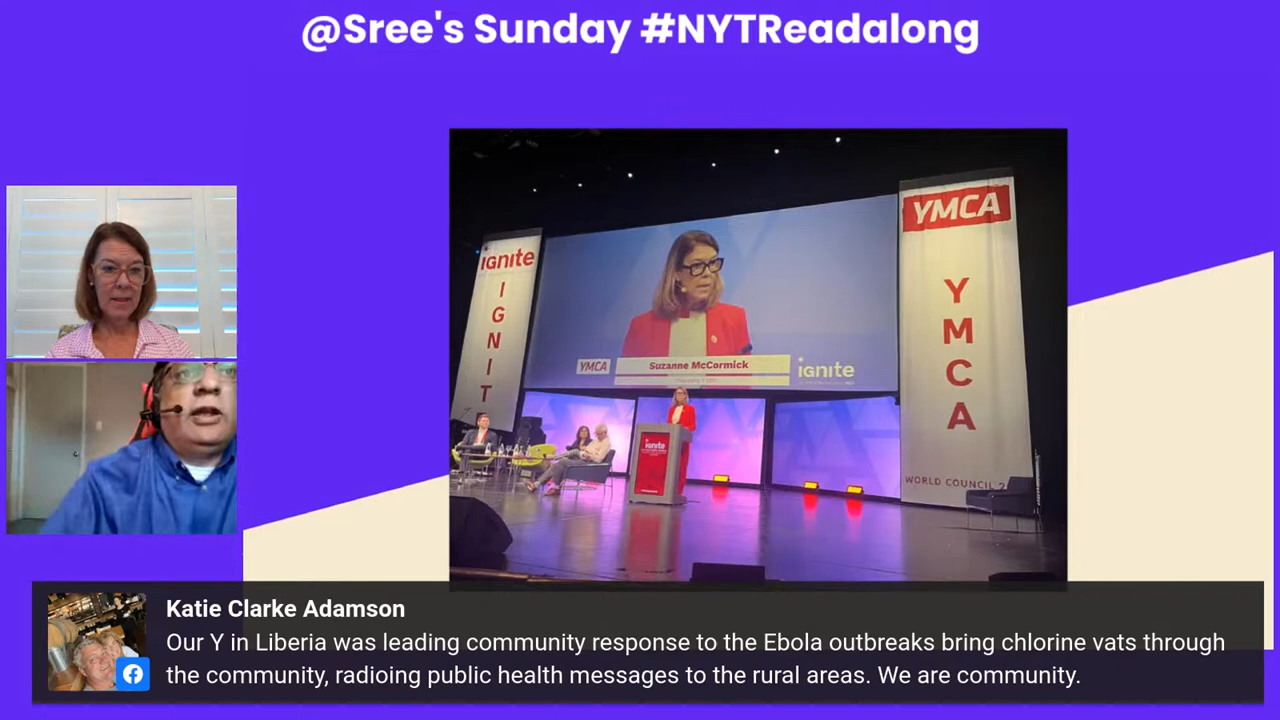 @Sree's Sunday #NYTReadalong
YMCA
ignite
IGNIT
YMCA
YMCA
Suzanne McCormick
ignite
ignite
WORLD COUNCIL 2
Katie Clarke Adamson
Our Y in Liberia was leading community response to the Ebola outbreaks bring chlorine vats through
the community, radioing public health messages to the rural areas. We are community.